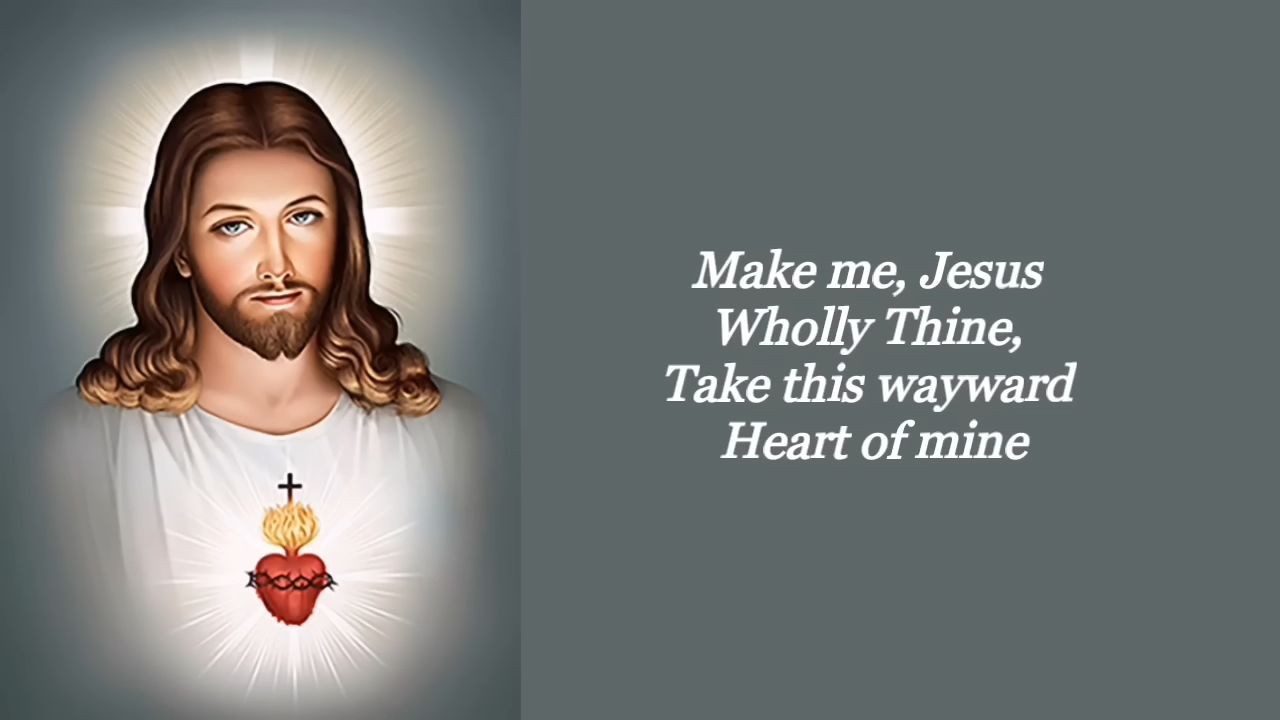 Make me, Jesus
Wholly Thine,
Take this wayward
Heart of mine